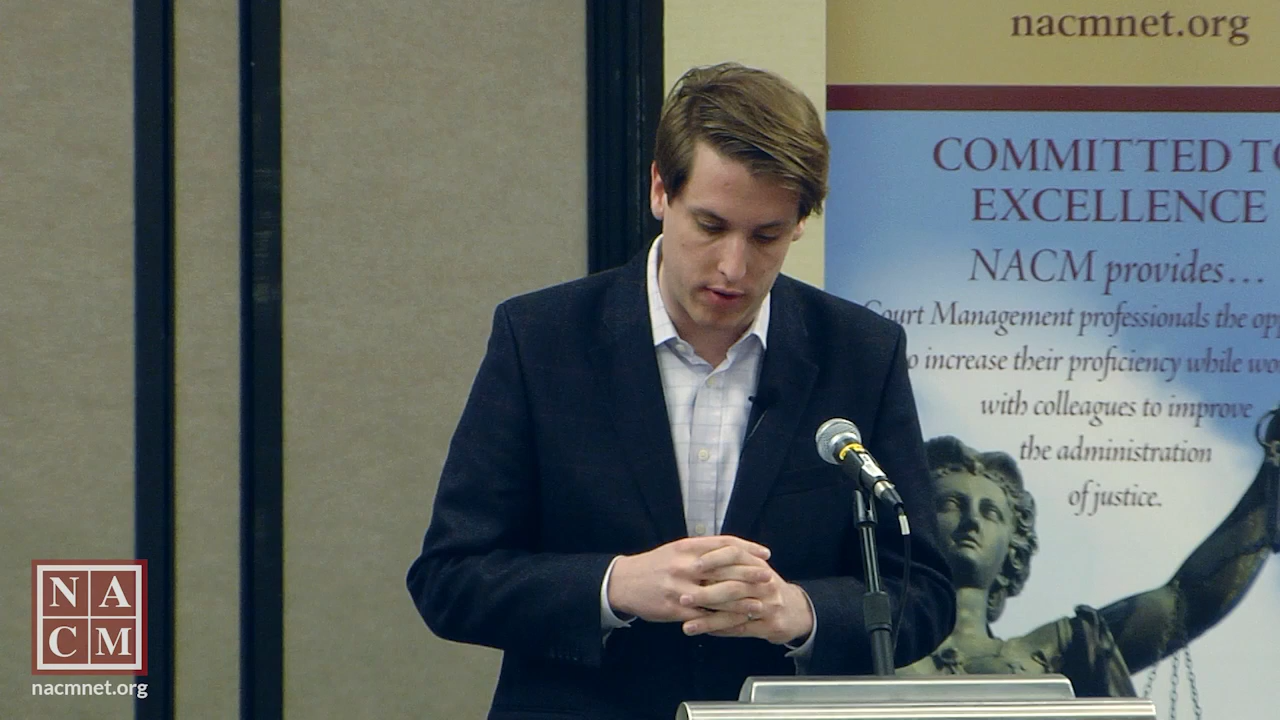 nacmnet.org
COMMITTED TO
EXCELLENCE
NACM provides...
Court Management professionals the
to increase their proficiency while
with colleagues to improve
the administration
of justice.
N A
C M
nacmnet.org